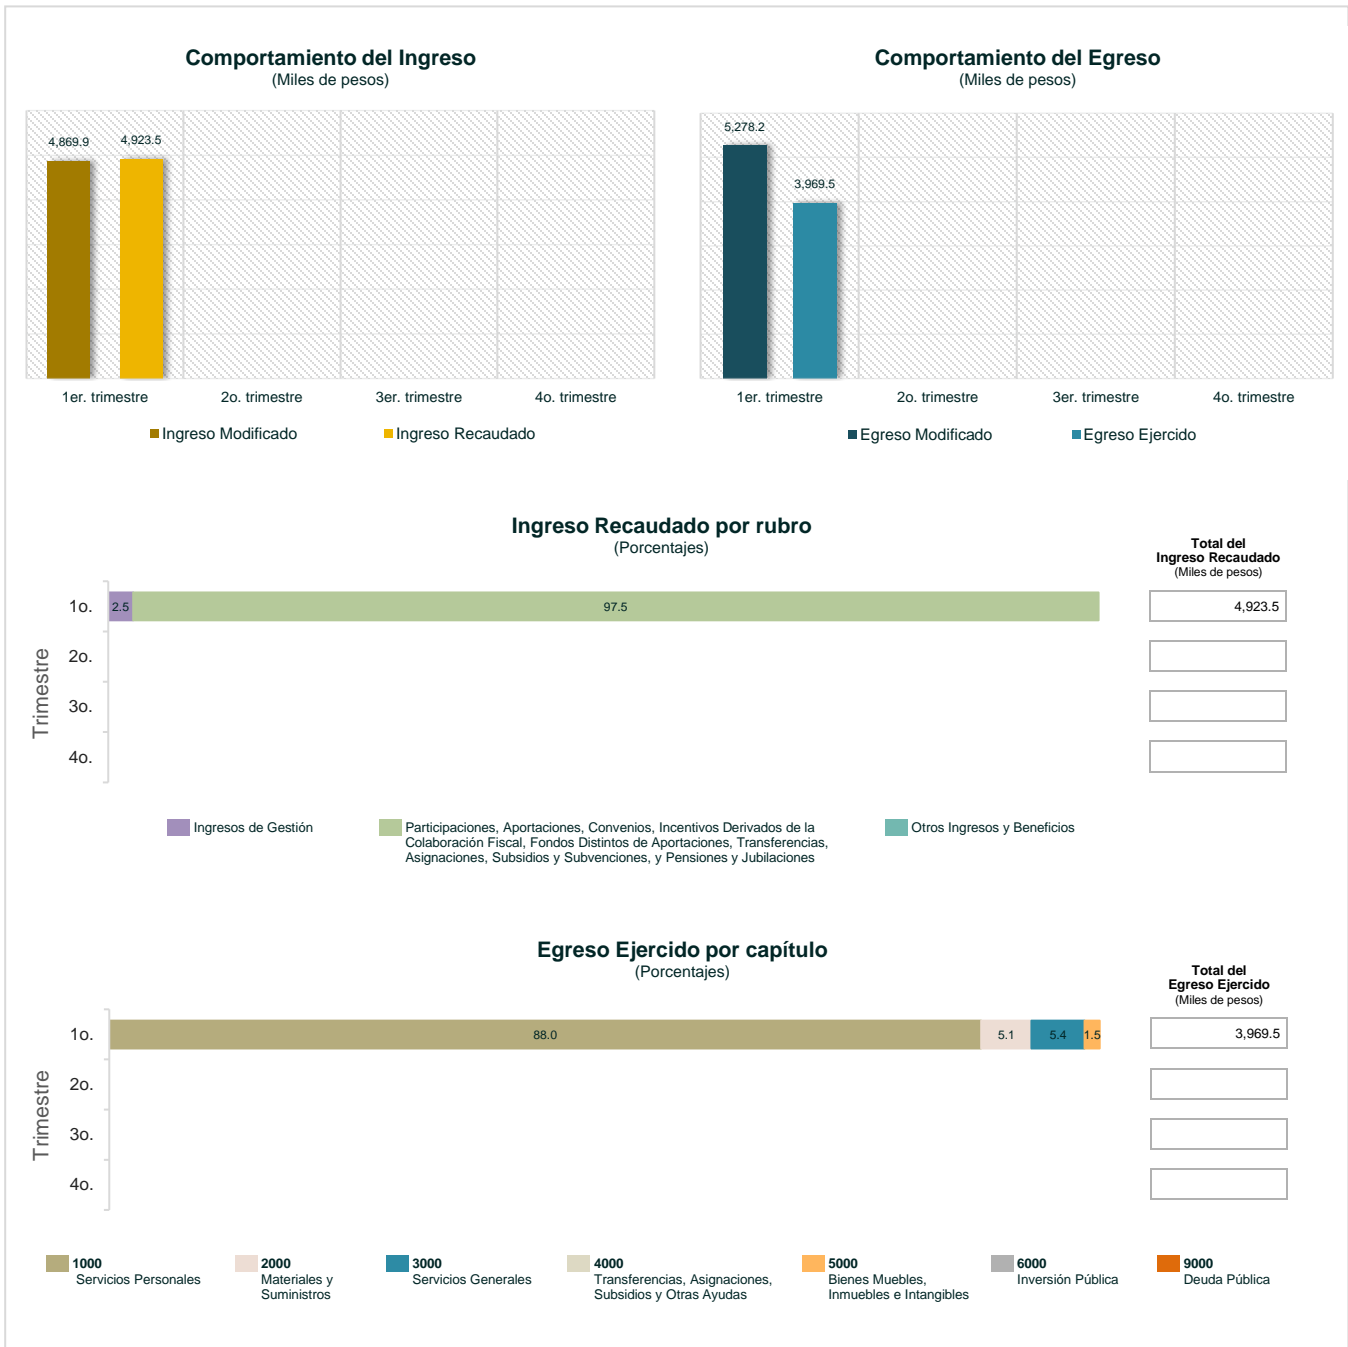 Comportamiento del Ingreso
(Miles de pesos)
4,869.9
4,923.5
1er. trimestre
2o. trimestre
3er. trimestre
4o. trimestre
Ingreso Modificado
Ingreso Recaudado
Comportamiento del Egreso
(Miles de pesos)
5,278.2
3,969.5
1er. trimestre
2o. trimestre
3er. trimestre
4o. trimestre
Egreso Modificado
Egreso Ejercido
Ingreso Recaudado por rubro
(Porcentajes)
Total del
Ingreso Recaudado
(Miles de pesos)
Trimestre
1o.
2.5
97.5
4,923.5
2o.
3o.
4o.
Ingresos de Gestión
Participaciones, Aportaciones, Convenios, Incentivos Derivados de la
Colaboración Fiscal, Fondos Distintos de Aportaciones, Transferencias,
Asignaciones, Subsidios y Subvenciones, y Pensiones y Jubilaciones
Otros Ingresos y Beneficios
Egreso Ejercido por capítulo
(Porcentajes)
Total del
Egreso Ejercido
(Miles de pesos)
Trimestre
1o.
88.0
5.1
5.4
1.5
3,969.5
2o.
3o.
4o.
1000
Servicios Personales
2000
Materiales y
Suministros
3000
Servicios Generales
4000
Transferencias, Asignaciones,
Subsidios y Otras Ayudas
5000
Bienes Muebles,
Inmuebles e Intangibles
6000
Inversión Pública
9000
Deuda Pública